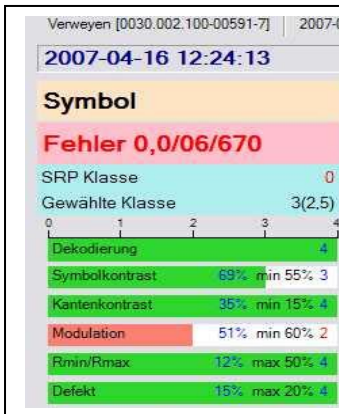 Verweyen [0030.002.100-00591-7] 2007-0
2007-04-16 12:24:13
Symbol
Fehler 0,0/06/670
SRP Klasse 0
Gewählte Klasse 3(2,5)
0 1 2 3 4
Dekodierung 4
Symbolkontrast 69% min 55% 3
Kantenkontrast 35% min 15% 4
Modulation 51% min 60% 2
Rmin/Rmax 12% max 50% 4
Defekt 15% max 20% 4